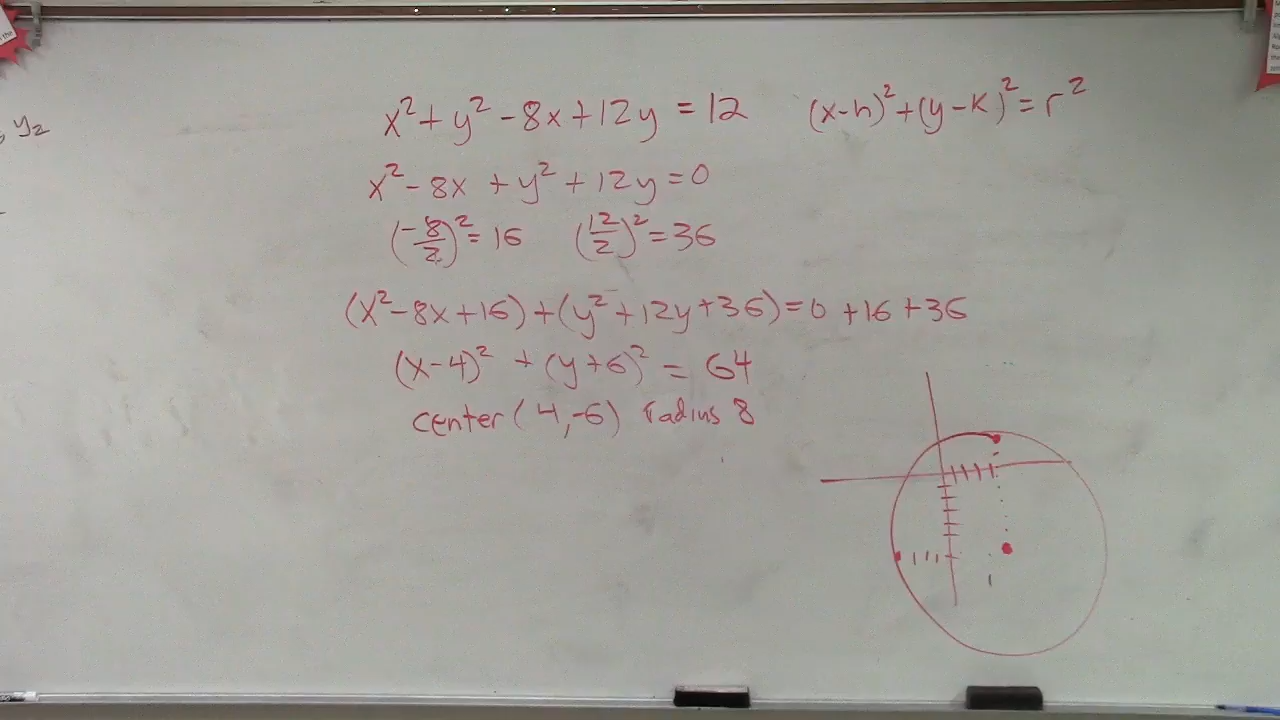 x² + y² - 8x + 12y = 12
(x-h)² + (y-k)² = r²
, y₂
x² - 8x + y² + 12y = 0
(-8/2)² = 16 (12/2)² = 36
(x² - 8x + 16) + (y² + 12y + 36) = 0 + 16 + 36
(x-4)² + (y+6)² = 64
center (4,-6) radius 8